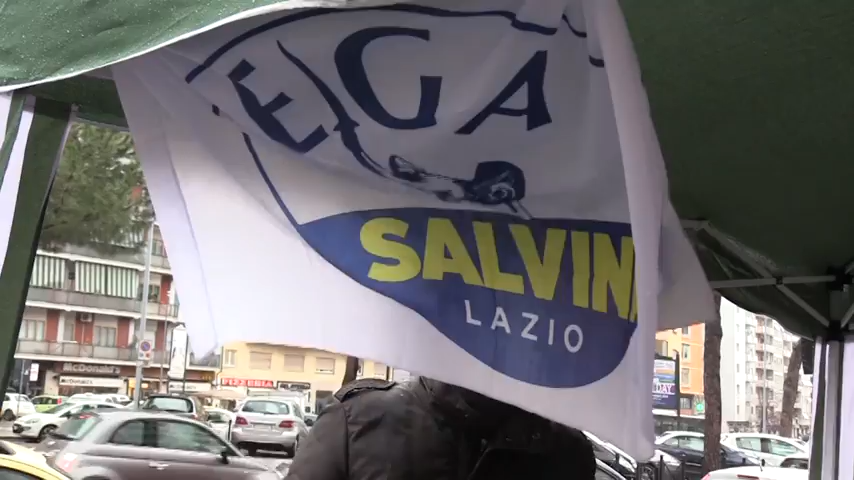 EGA
SALVIN
LAZIO
McDonald's
PIZZERIA